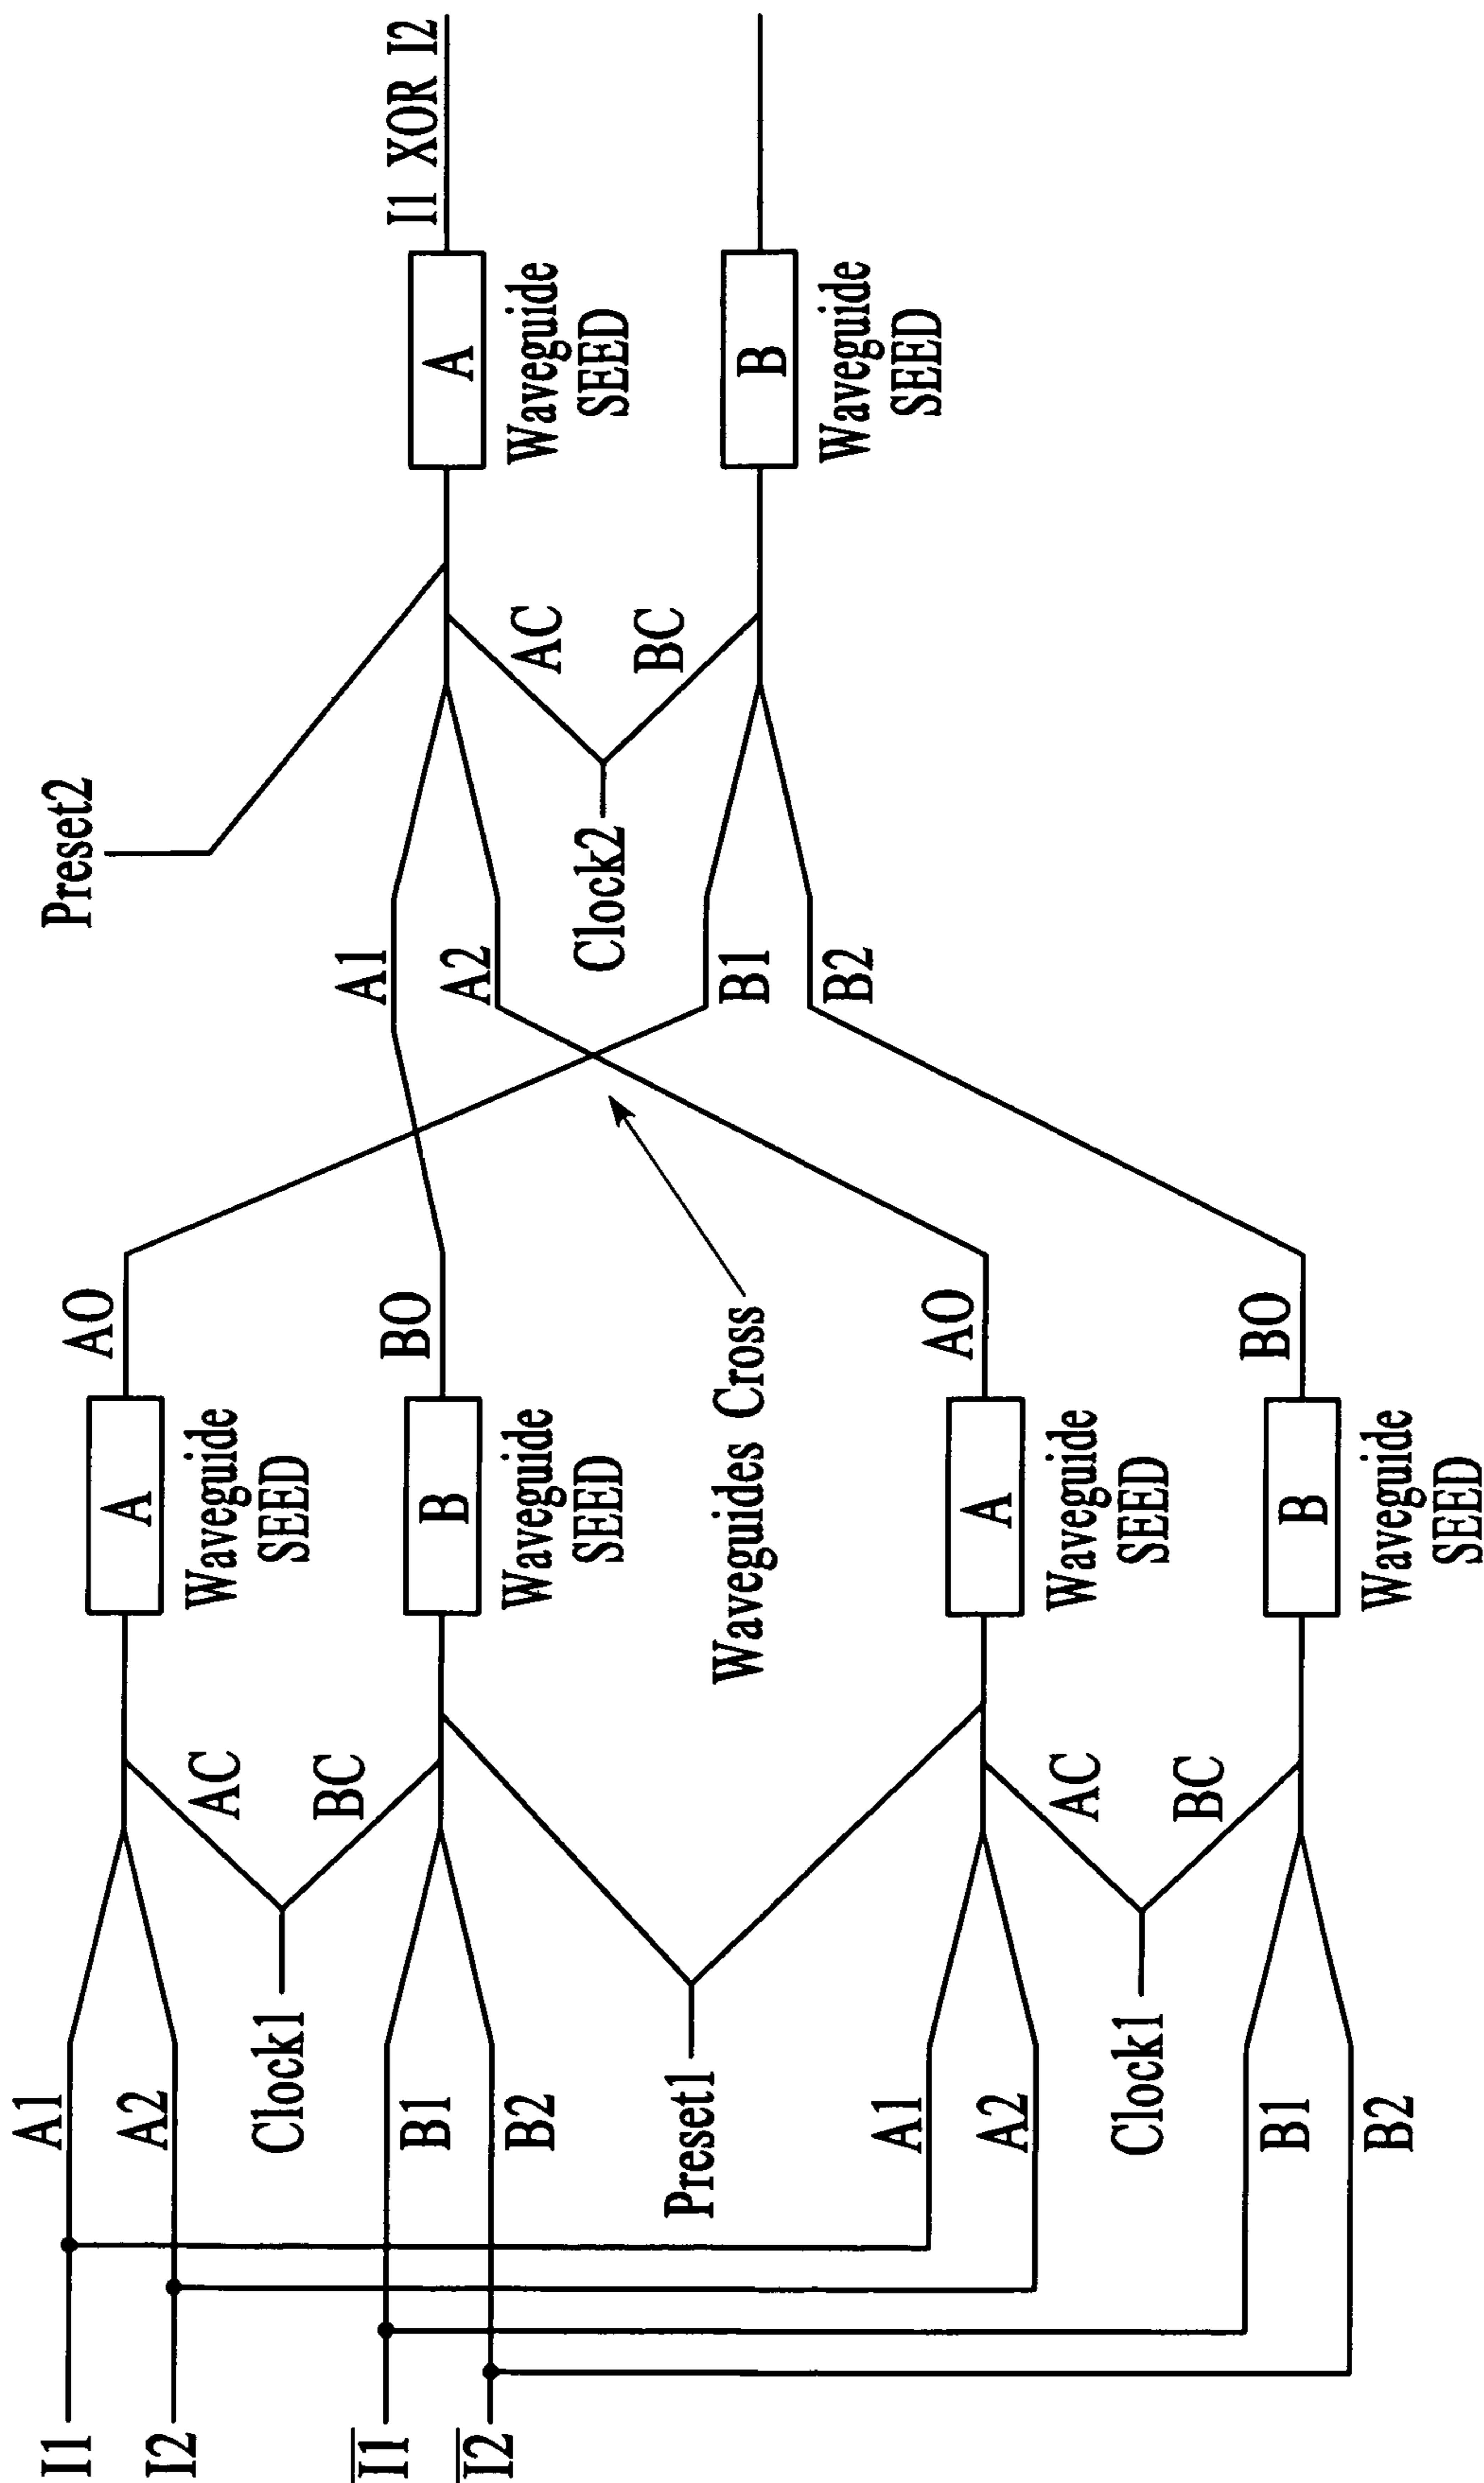 I1
I2
I1
I2
A1
A2
B1
B2
A1
A2
B1
B2
Clock1
Preset1
Clock1
AC
BC
AC
BC
A
Waveguide
SEED
B
Waveguide
SEED
A
Waveguide
SEED
B
Waveguide
SEED
AO
BO
AO
BO
Waveguides Cross
A1
A2
B1
B2
Preset2
Clock2
AC
BC
A
Waveguide
SEED
B
Waveguide
SEED
I1 XOR I2